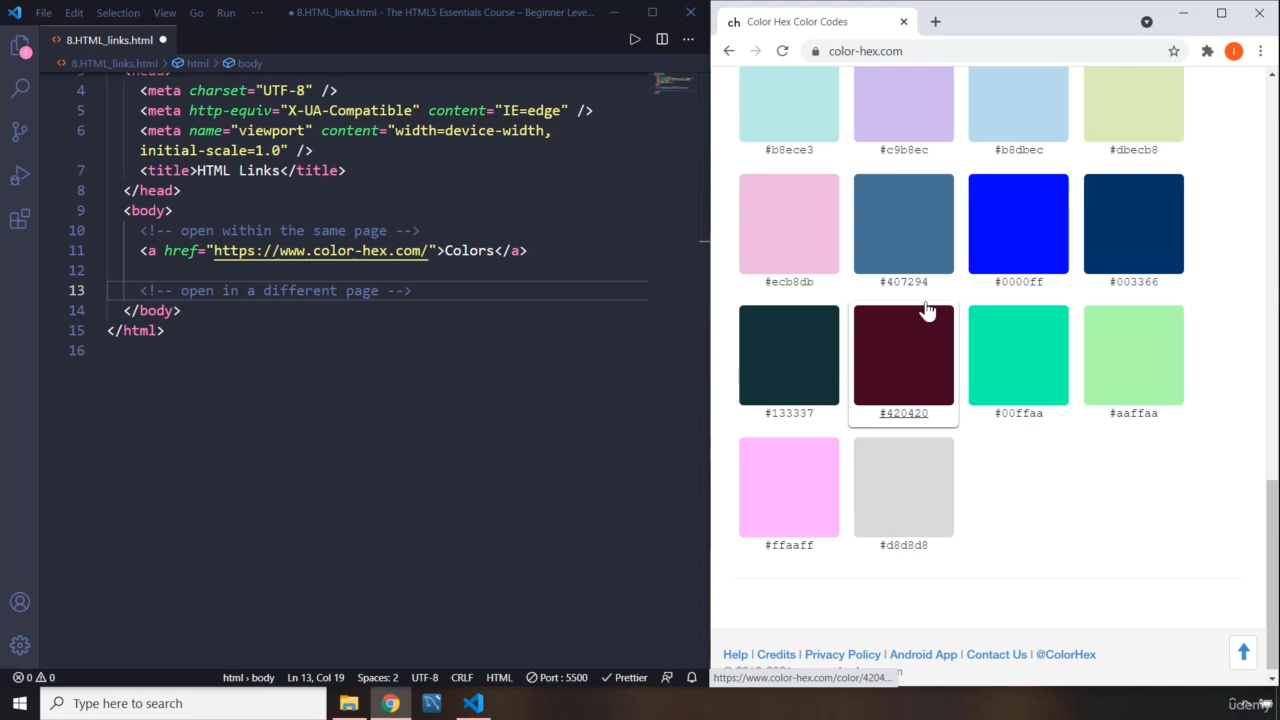 File Edit Selection View Go Run ··· ● 8.HTML_links.html - The HTML5 Essentials Course – Beginner Leve...
8.HTML_links.html ●
8.HTML_links.html > html > body
4 <meta charset="UTF-8" />
5 <meta http-equiv="X-UA-Compatible" content="IE=edge" />
6 <meta name="viewport" content="width=device-width,
initial-scale=1.0" />
7 <title>HTML Links</title>
8 </head>
9 <body>
10 <!-- open within the same page -->
11 <a href="https://www.color-hex.com/">Colors</a>
12
13 <!-- open in a different page -->
14 </body>
15 </html>
16
1
0 0 html › body Ln 13, Col 19 Spaces: 2 UTF-8 CRLF HTML Port : 5500 Prettier
ch Color Hex Color Codes
color-hex.com I
#b8ece3 #c9b8ec #b8dbec #dbecb8
#ecb8db #407294 #0000ff #003366
#133337 #420420 #00ffaa #aaffaa
#ffaaff #d8d8d8
Help | Credits | Privacy Policy | Android App | Contact Us | @ColorHex
https://www.color-hex.com/color/4204...
Type here to search
udemy